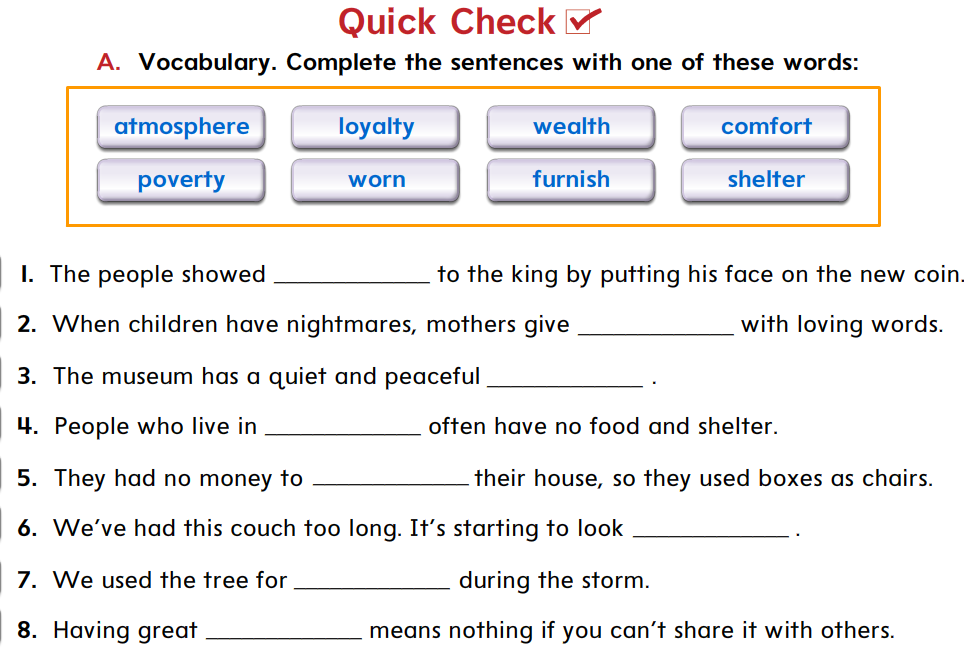 Quick Check
A. Vocabulary. Complete the sentences with one of these words:
atmosphere loyalty wealth comfort
poverty worn furnish shelter
1. The people showed ____________ to the king by putting his face on the new coin.
2. When children have nightmares, mothers give ____________ with loving words.
3. The museum has a quiet and peaceful ____________ .
4. People who live in ____________ often have no food and shelter.
5. They had no money to ____________ their house, so they used boxes as chairs.
6. We’ve had this couch too long. It’s starting to look ____________ .
7. We used the tree for ____________ during the storm.
8. Having great ____________ means nothing if you can’t share it with others.